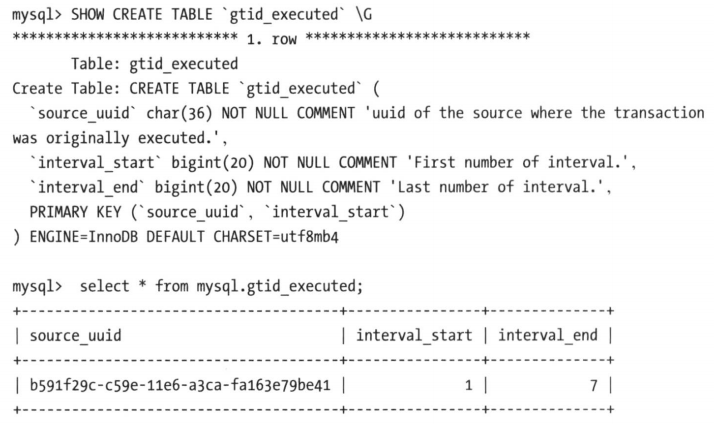 mysql> SHOW CREATE TABLE `gtid_executed` \G
*************************** 1. row ***************************
       Table: gtid_executed
Create Table: CREATE TABLE `gtid_executed` (
  `source_uuid` char(36) NOT NULL COMMENT 'uuid of the source where the transaction
was originally executed.',
  `interval_start` bigint(20) NOT NULL COMMENT 'First number of interval.',
  `interval_end` bigint(20) NOT NULL COMMENT 'Last number of interval.',
  PRIMARY KEY (`source_uuid`, `interval_start`)
) ENGINE=InnoDB DEFAULT CHARSET=utf8mb4

mysql>  select * from mysql.gtid_executed;
+--------------------------------------+----------------+--------------+
| source_uuid                          | interval_start | interval_end |
+--------------------------------------+----------------+--------------+
| b591f29c-c59e-11e6-a3ca-fa163e79be41 |              1 |            7 |
+--------------------------------------+----------------+--------------+